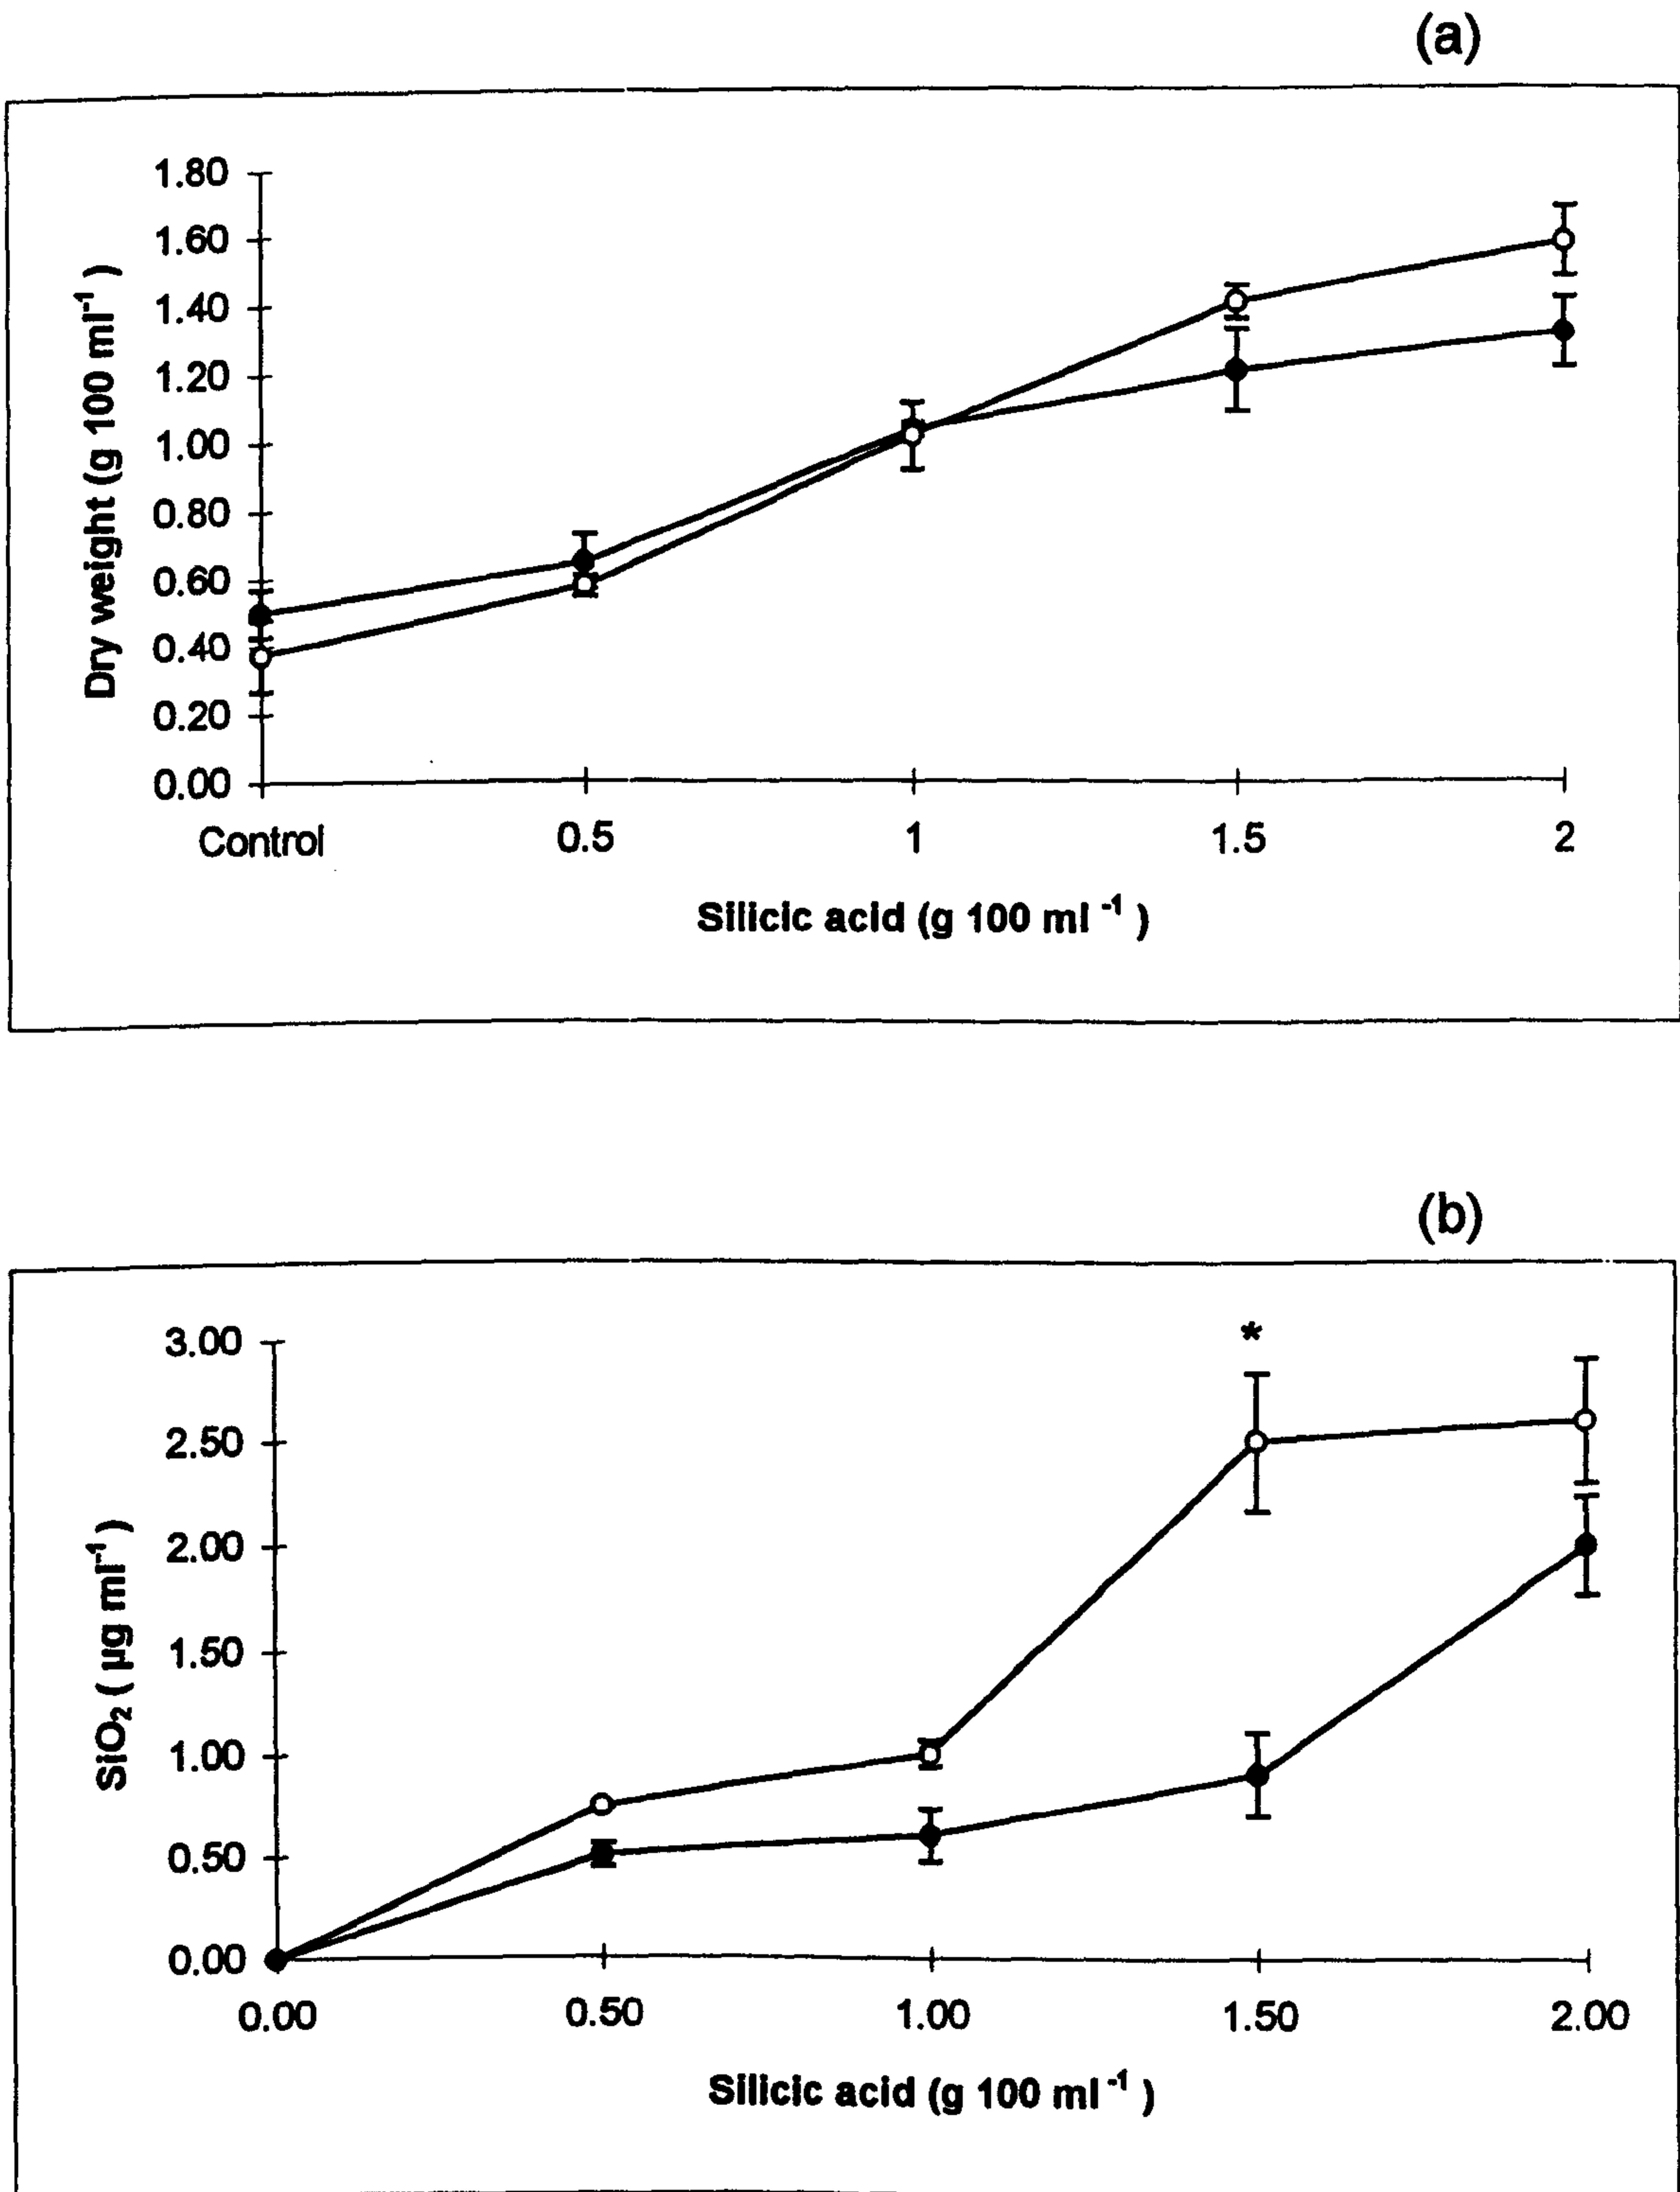 (a)
1.80
1.60
1.40
1.20
1.00
0.80
0.60
0.40
0.20
0.00
Dry weight (g 100 ml⁻¹ )
Control 0.5 1 1.5 2
Silicic acid (g 100 ml ⁻¹ )
(b)
*
3.00
2.50
2.00
1.50
1.00
0.50
0.00
SiO₂ ( µg ml⁻¹ )
0.00 0.50 1.00 1.50 2.00
Silicic acid (g 100 ml ⁻¹ )